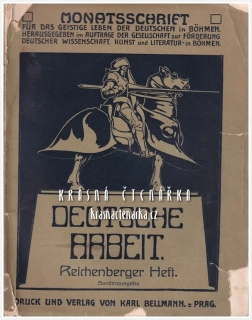 MONATSSCHRIFT
FÜR DAS GEISTIGE LEBEN DER DEUTSCHEN in BÖHMEN.
HERAUSGEGEBEN im AUFTRAGE DER GESELLSCHAFT zur FÖRDERUNG
DEUTSCHER WISSENSCHAFT, KUNST und LITERATUR in BÖHMEN.
KRÁSNÁ ČTENÁŘKA
krasnactenarka.cz
DEUTSCHE
ARBEIT.
Reichenberger Heft.
Sonderausgabe
DRUCK UND VERLAG VON KARL BELLMANN. PRAG.